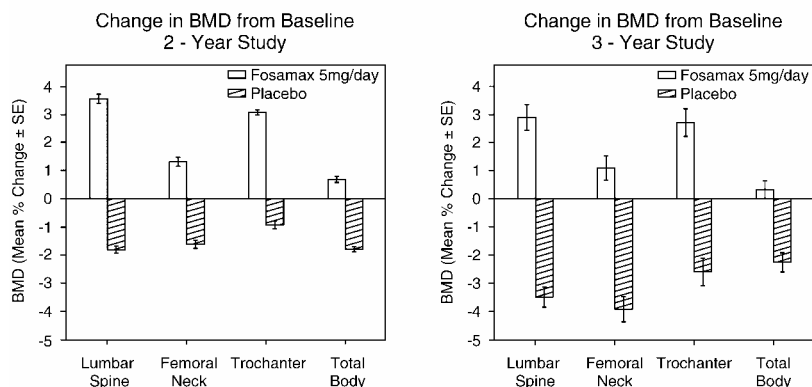 Change in BMD from Baseline
2 - Year Study
Fosamax 5mg/day
Placebo
BMD (Mean % Change ± SE)
4
3
2
1
0
-1
-2
-3
-4
-5
Lumbar Spine
Femoral Neck
Trochanter
Total Body
Change in BMD from Baseline
3 - Year Study
Fosamax 5mg/day
Placebo
BMD (Mean % Change ± SE)
4
3
2
1
0
-1
-2
-3
-4
-5
Lumbar Spine
Femoral Neck
Trochanter
Total Body